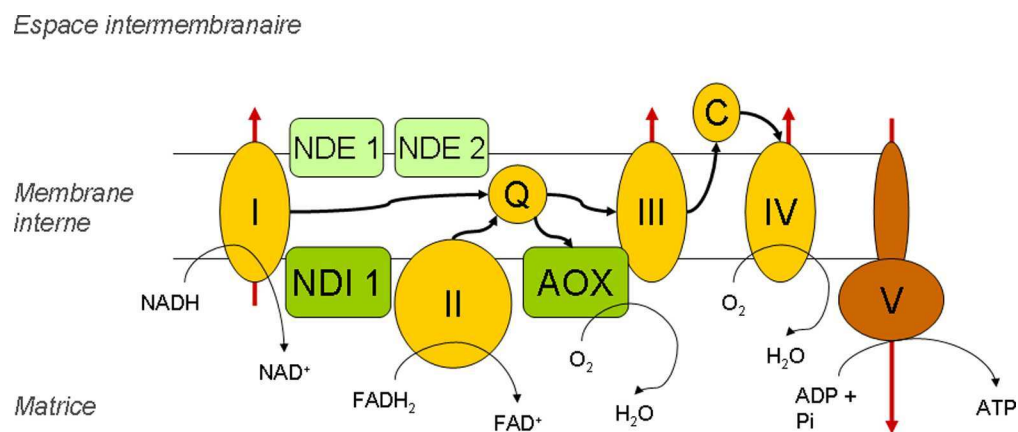 Espace intermembranaire
C
NDE 1
NDE 2
Membrane
interne
I
Q
III
IV
NADH
NDI 1
II
AOX
O₂
V
NAD⁺
O₂
H₂O
FADH₂
FAD⁺
H₂O
ADP +
Pi
ATP
Matrice